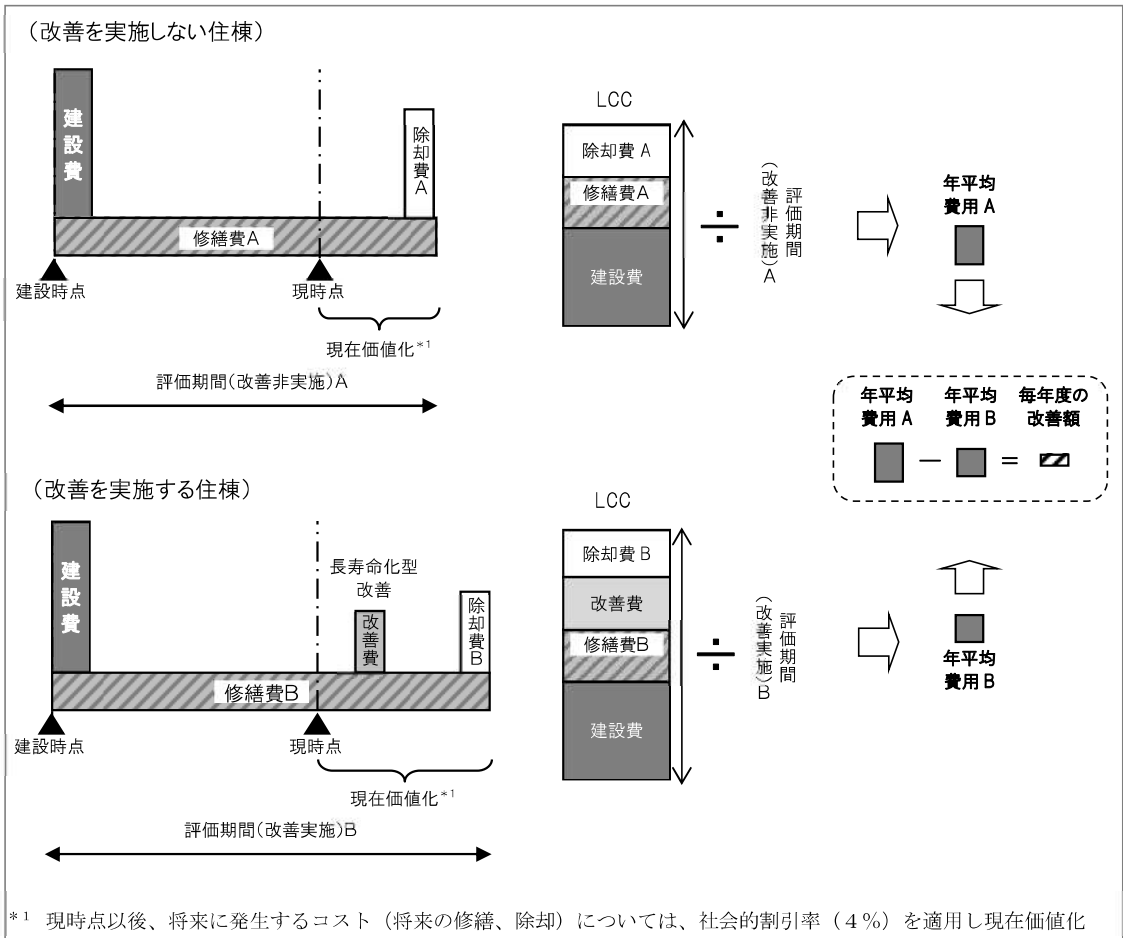 （改善を実施しない住棟）
建設費
除却費A
修繕費A
建設時点
現時点
現在価値化*1
評価期間（改善非実施）A
LCC
除却費A
修繕費A
建設費
÷
評価期間
（改善非実施）A
年平均
費用A
年平均
費用A
年平均
費用B
毎年度の
改善額
－
＝
（改善を実施する住棟）
建設費
長寿命化型
改善
改善費
除却費B
修繕費B
建設時点
現時点
現在価値化*1
評価期間（改善実施）B
LCC
除却費B
改善費
修繕費B
建設費
÷
評価期間
（改善実施）B
年平均
費用B
*1 現時点以後、将来に発生するコスト（将来の修繕、除却）については、社会的割引率（4％）を適用し現在価値化